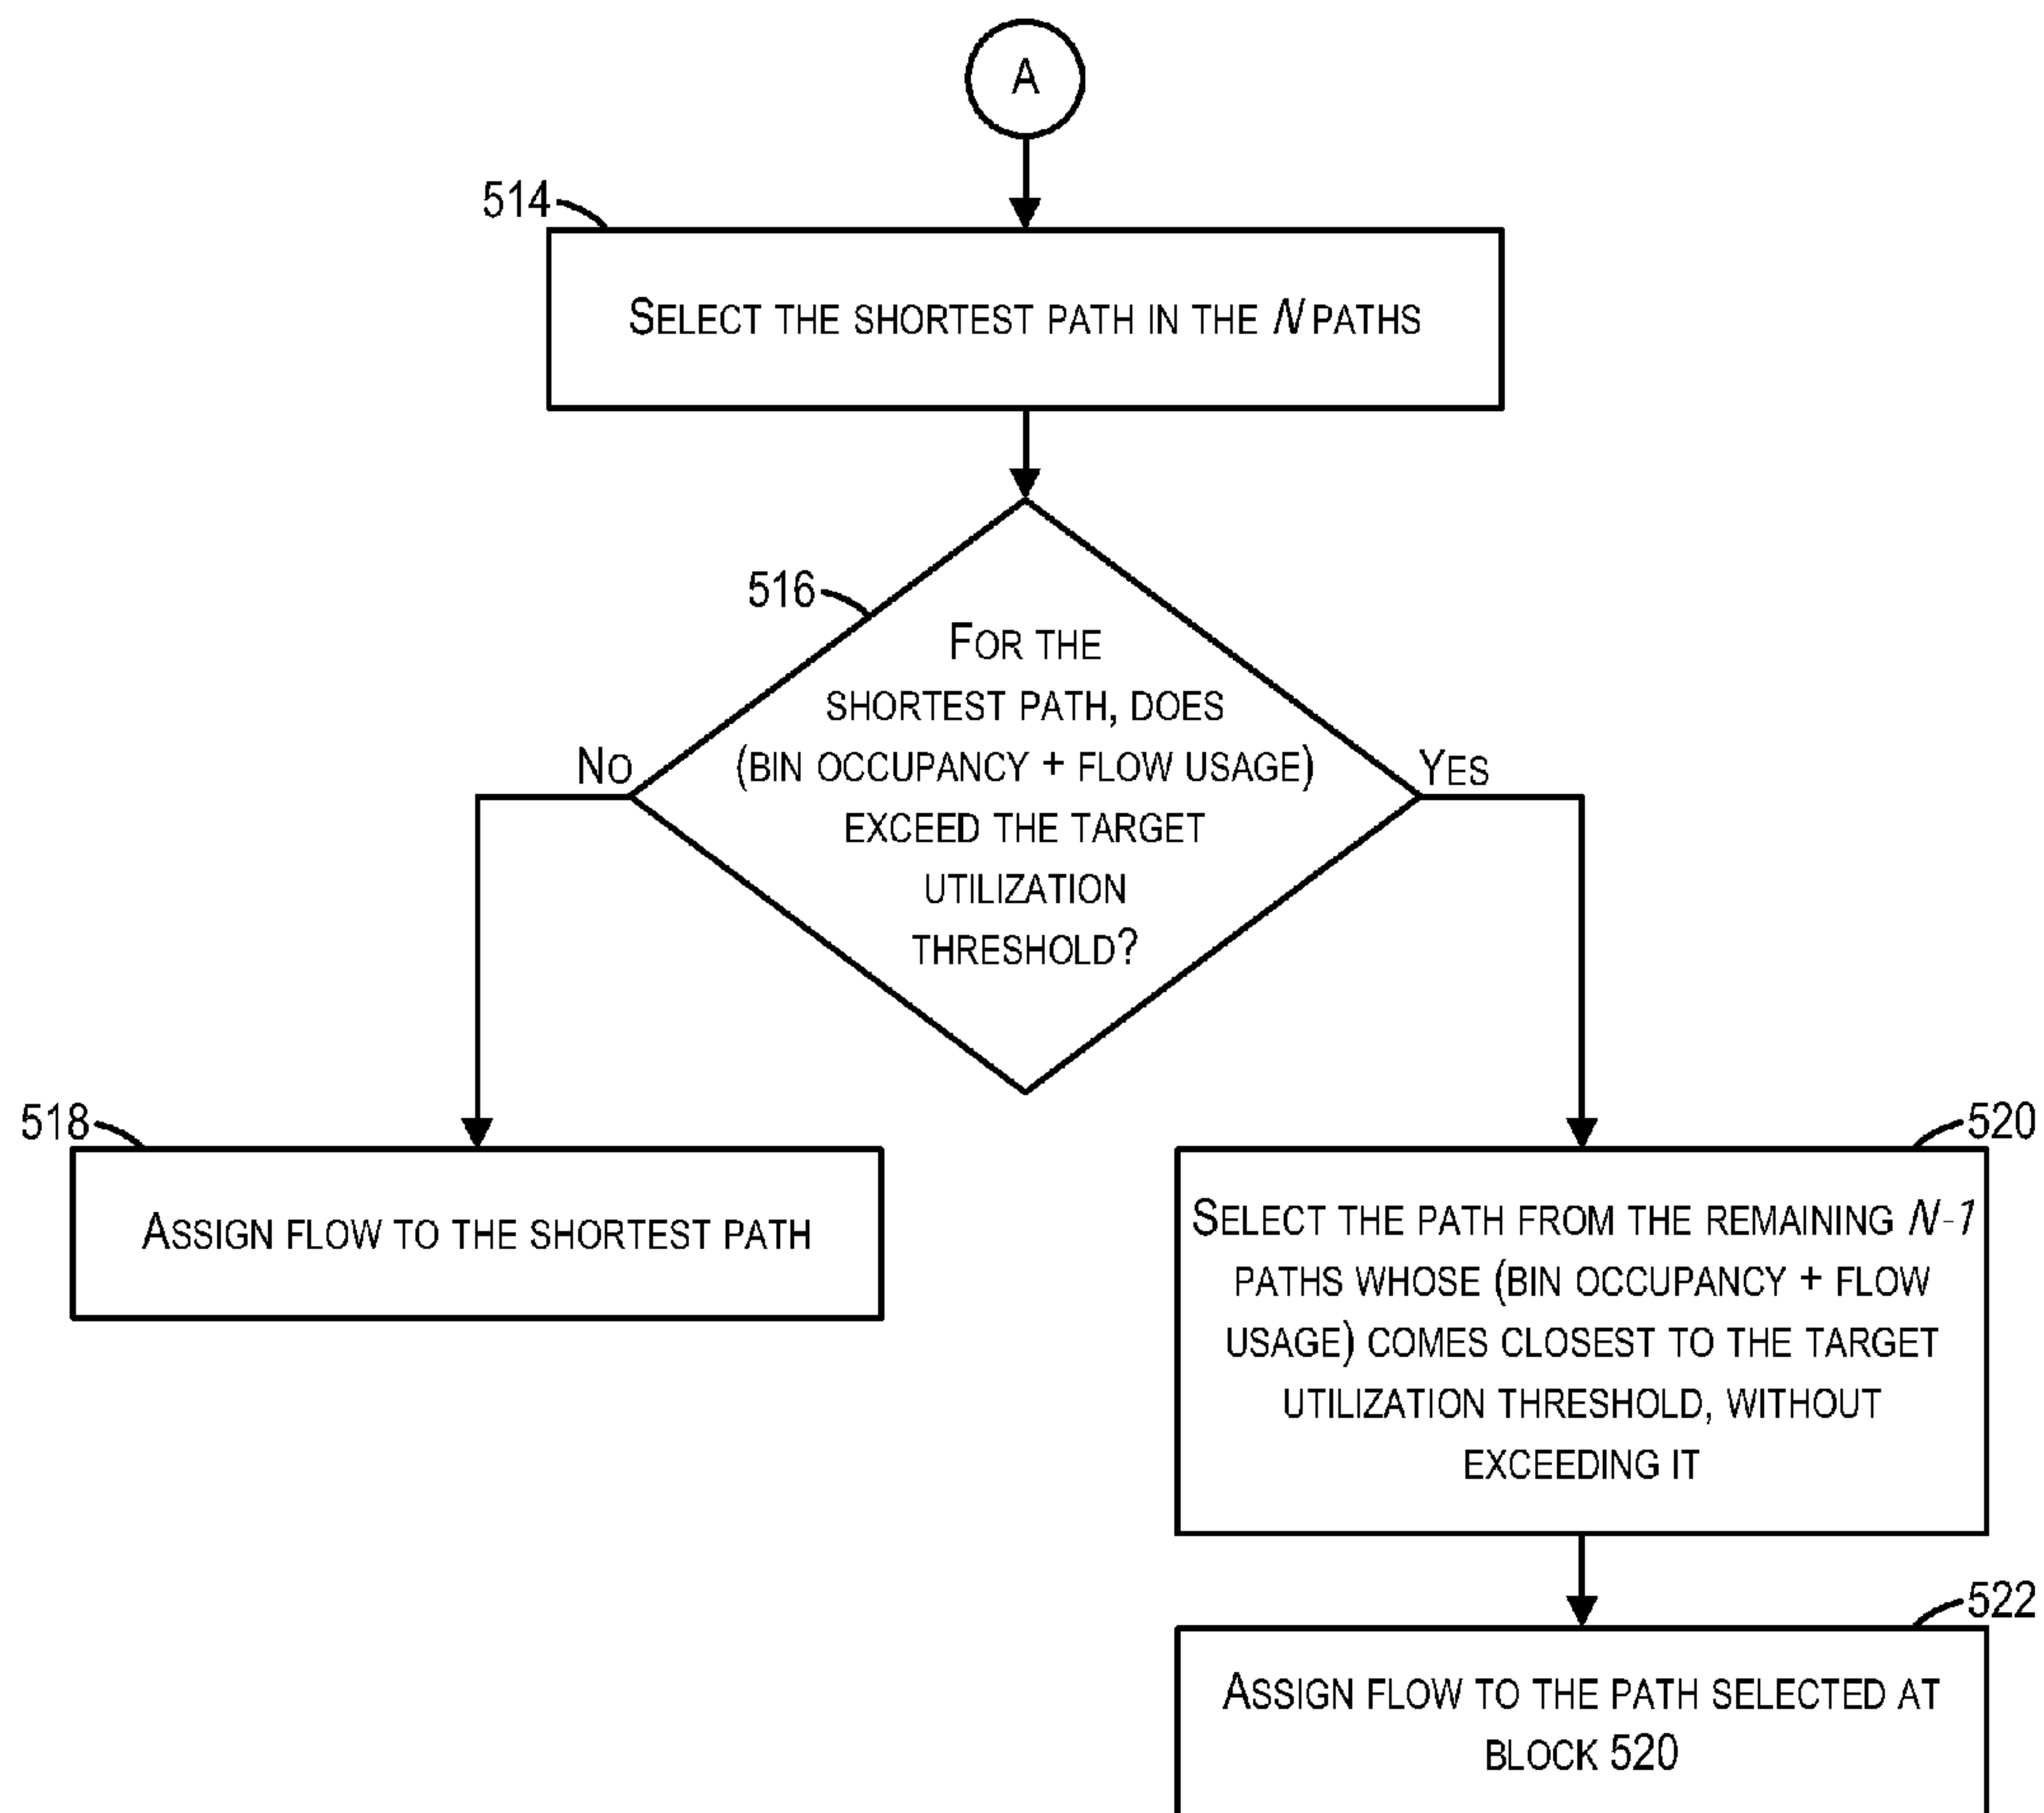 A
514
SELECT THE SHORTEST PATH IN THE N PATHS
516
FOR THE
SHORTEST PATH, DOES
(BIN OCCUPANCY + FLOW USAGE)
EXCEED THE TARGET
UTILIZATION
THRESHOLD?
NO
YES
518
ASSIGN FLOW TO THE SHORTEST PATH
520
SELECT THE PATH FROM THE REMAINING N-1
PATHS WHOSE (BIN OCCUPANCY + FLOW
USAGE) COMES CLOSEST TO THE TARGET
UTILIZATION THRESHOLD, WITHOUT
EXCEEDING IT
522
ASSIGN FLOW TO THE PATH SELECTED AT
BLOCK 520